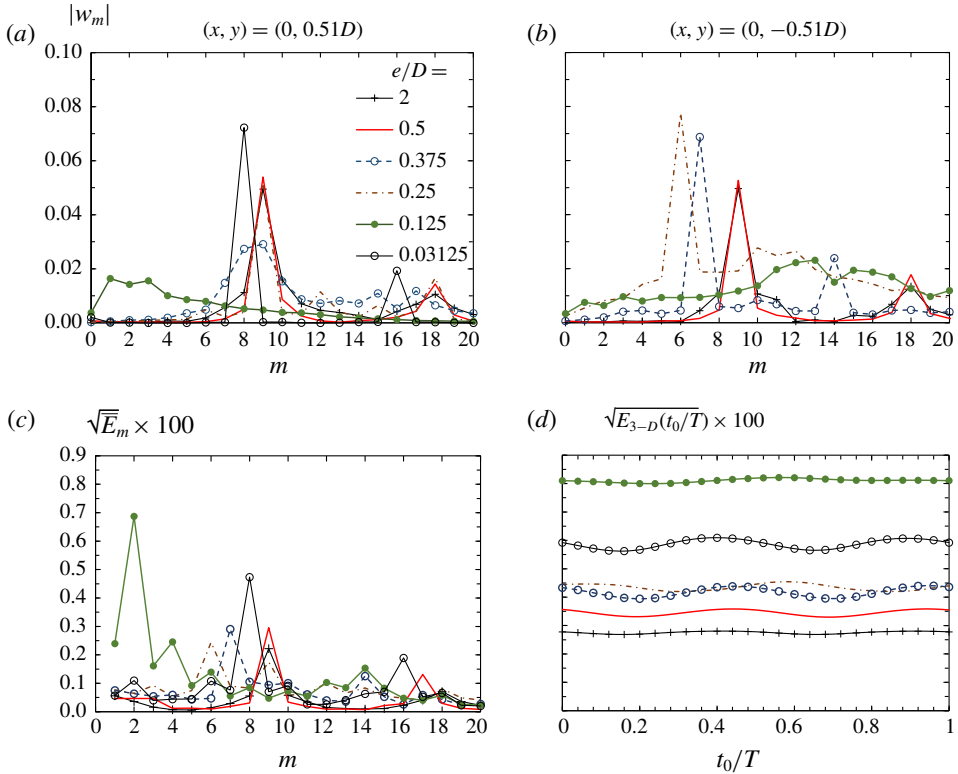 |w_m|
(a)
(x, y) = (0, 0.51D)
0.10
0.08
0.06
0.04
0.02
0.00
0 2 4 6 8 10 12 14 16 18 20
m
e/D =
2
0.5
0.375
0.25
0.125
0.03125
(b)
(x, y) = (0, −0.51D)
0 2 4 6 8 10 12 14 16 18 20
m
(c)
√E̅_m × 100
0.9
0.8
0.7
0.6
0.5
0.4
0.3
0.2
0.1
0.0
0 2 4 6 8 10 12 14 16 18 20
m
(d)
√E_{3−D}(t_0/T) × 100
0 0.2 0.4 0.6 0.8 1
t_0/T